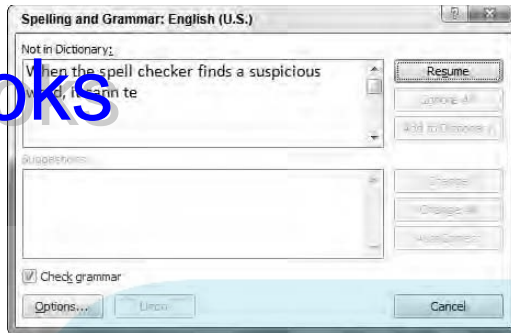 Spelling and Grammar: English (U.S.)
Not in Dictionary:
When the spell checker finds a suspicious
word, it cann te
oks
Resume
Ignore All
Add to Dictionary
Suggestions:
Change
Change All
AutoCorrect
Check grammar
Options...
Undo
Cancel